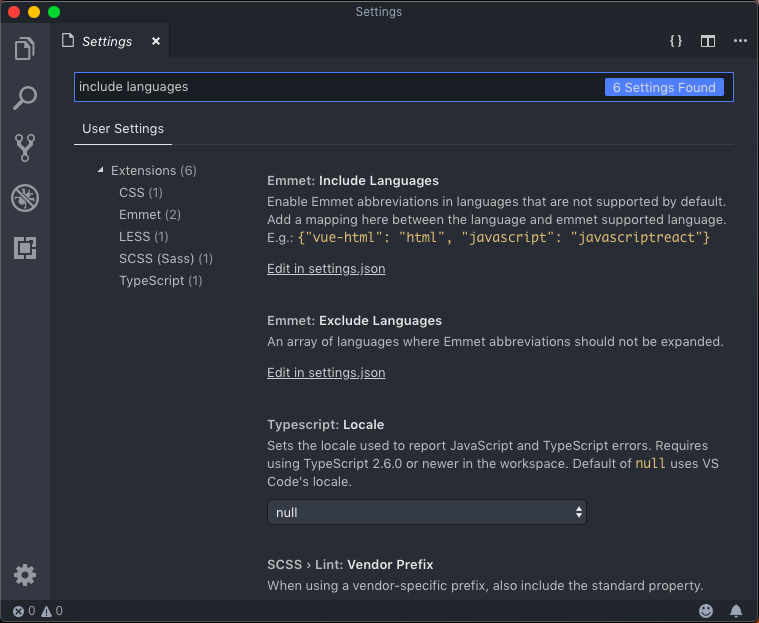 Settings
Settings
include languages
6 Settings Found
User Settings
Extensions (6)
CSS (1)
Emmet (2)
LESS (1)
SCSS (Sass) (1)
TypeScript (1)
Emmet: Include Languages
Enable Emmet abbreviations in languages that are not supported by default.
Add a mapping here between the language and emmet supported language.
E.g.: {"vue-html": "html", "javascript": "javascriptreact"}
Edit in settings.json
Emmet: Exclude Languages
An array of languages where Emmet abbreviations should not be expanded.
Edit in settings.json
Typescript: Locale
Sets the locale used to report JavaScript and TypeScript errors. Requires
using TypeScript 2.6.0 or newer in the workspace. Default of null uses VS
Code's locale.
null
SCSS › Lint: Vendor Prefix
When using a vendor-specific prefix, also include the standard property.
0 0